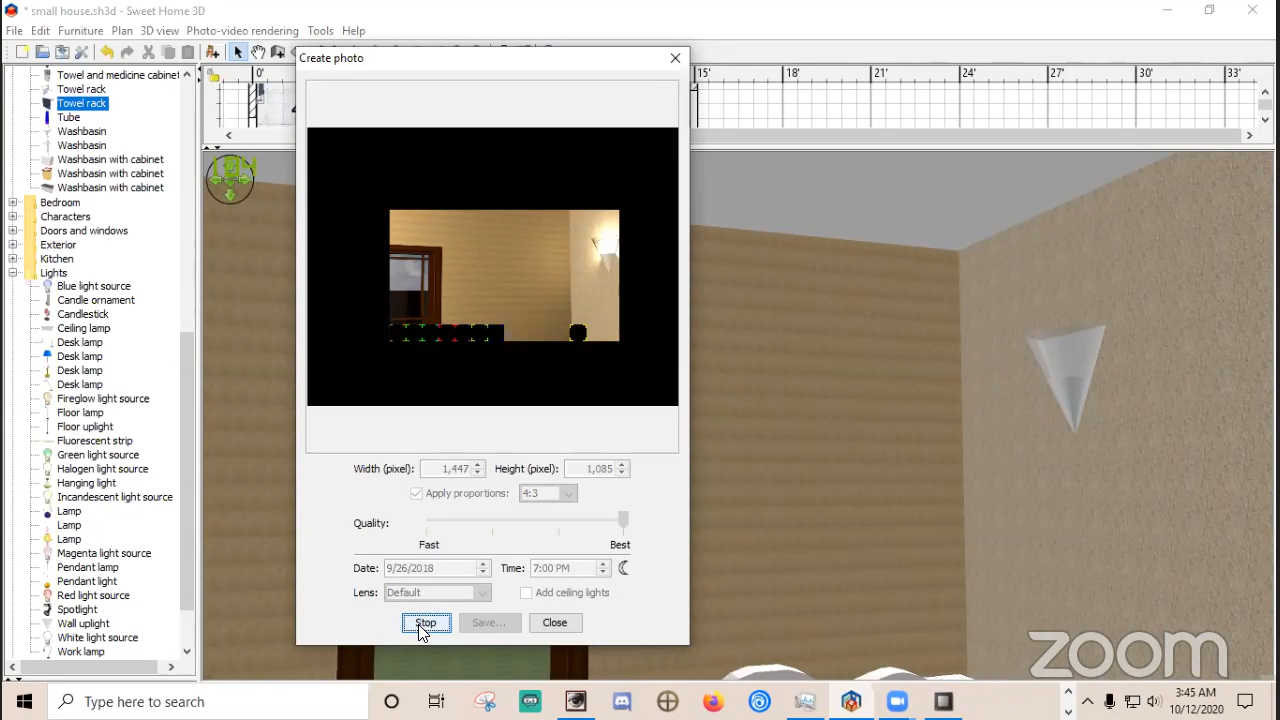 * small house.sh3d - Sweet Home 3D
File Edit Furniture Plan 3D view Photo-video rendering Tools Help
Create photo
0'
15'
18'
21'
24'
27'
30'
33'
Towel and medicine cabinet
Towel rack
Towel rack
Tube
Washbasin
Washbasin
Washbasin with cabinet
Washbasin with cabinet
Washbasin with cabinet
Bedroom
Characters
Doors and windows
Exterior
Kitchen
Lights
Blue light source
Candle ornament
Candlestick
Ceiling lamp
Desk lamp
Desk lamp
Desk lamp
Desk lamp
Fireglow light source
Floor lamp
Floor uplight
Fluorescent strip
Green light source
Halogen light source
Hanging light
Incandescent light source
Lamp
Lamp
Lamp
Magenta light source
Pendant lamp
Pendant light
Red light source
Spotlight
Wall uplight
White light source
Work lamp
Width (pixel): 1,447 Height (pixel): 1,085
Apply proportions: 4:3
Quality:
Fast Best
Date: 9/26/2018 Time: 7:00 PM
Lens: Default Add ceiling lights
Stop Save... Close
zoom
Type here to search
3:45 AM
10/12/2020